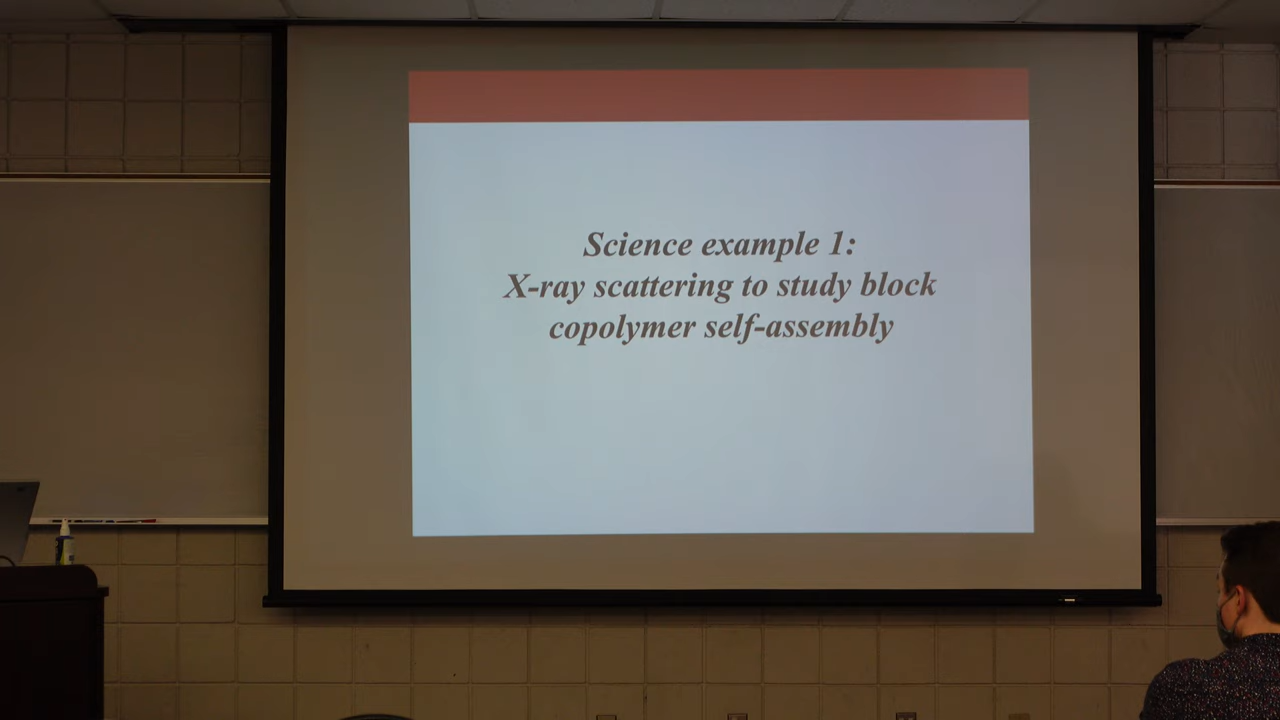 Science example 1:
X-ray scattering to study block
copolymer self-assembly